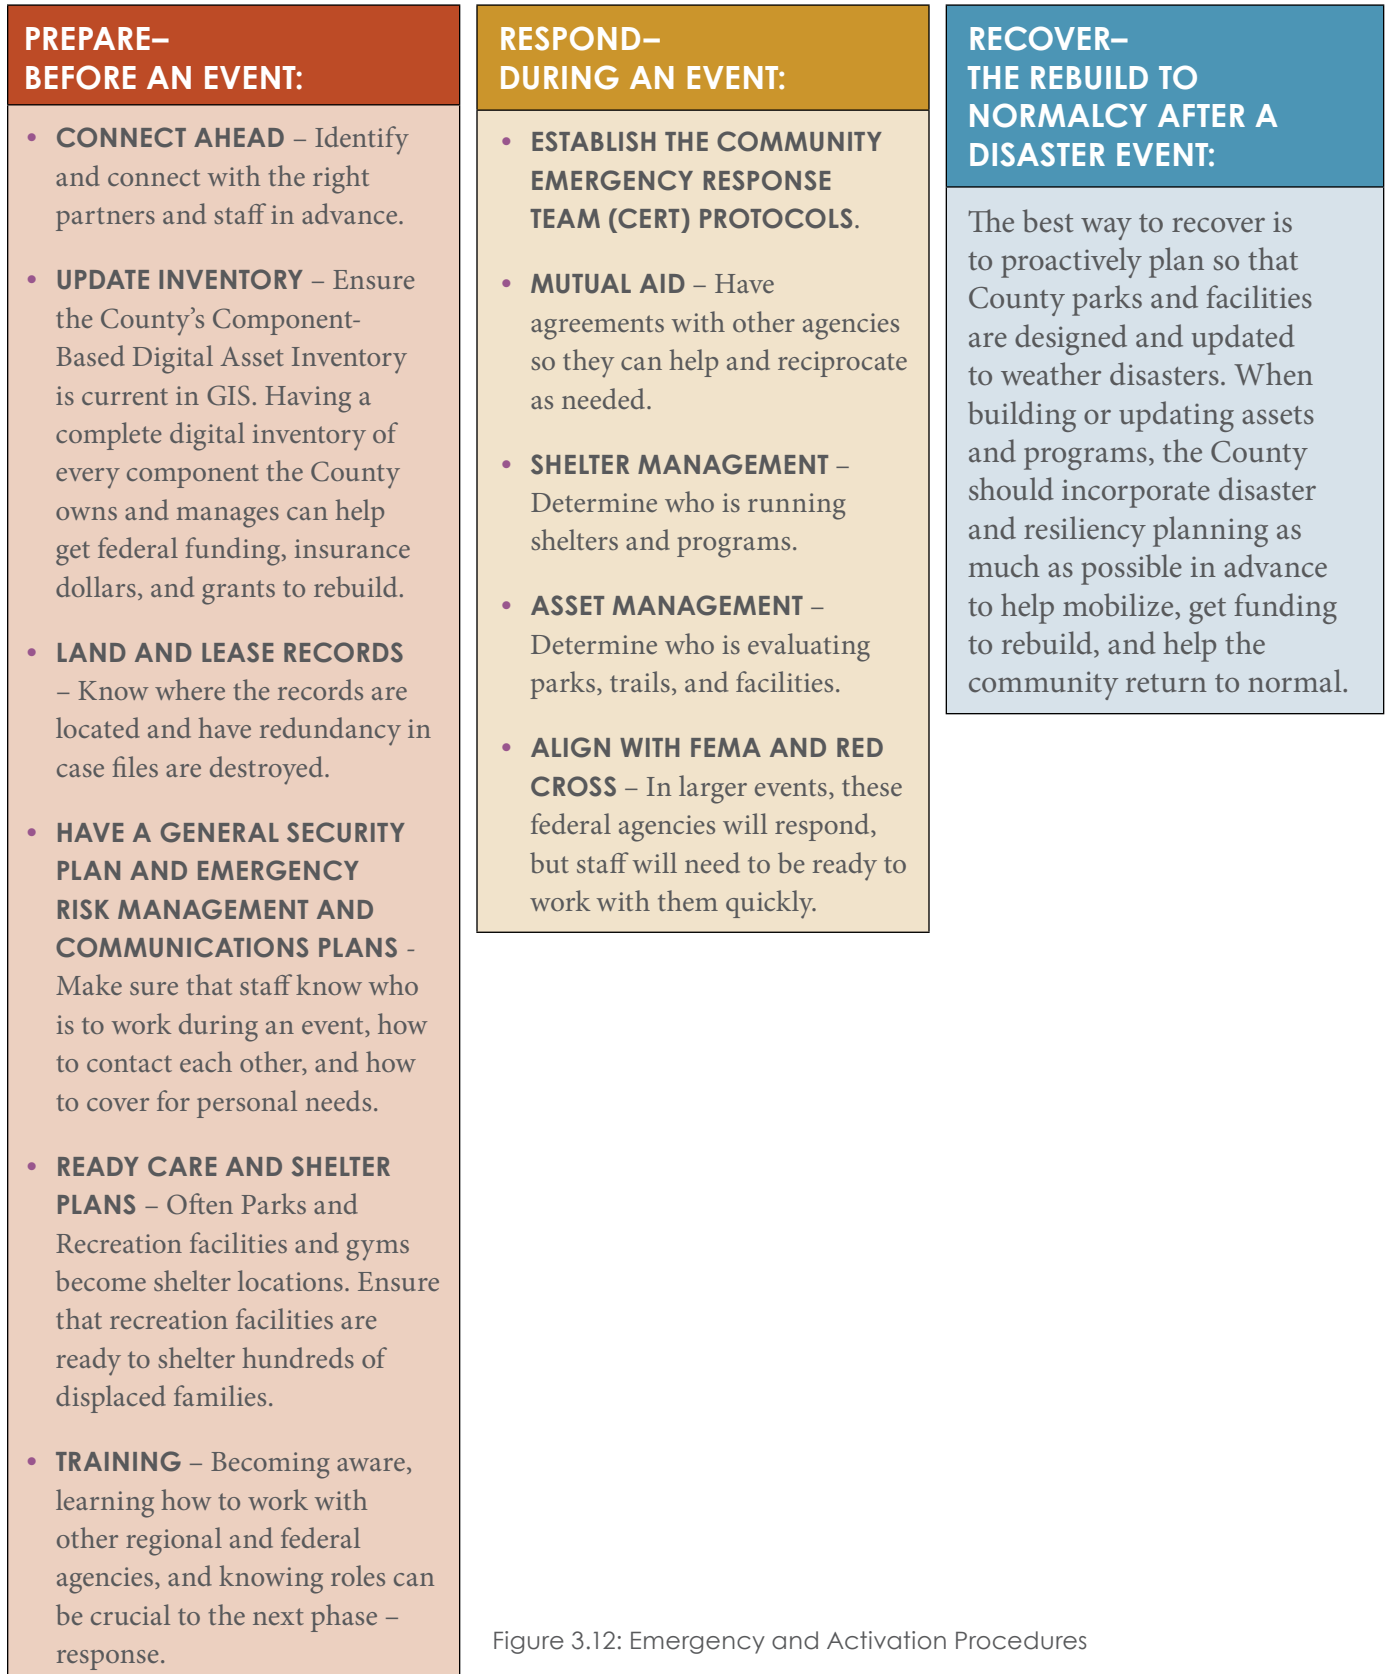 PREPARE–
BEFORE AN EVENT:
• CONNECT AHEAD – Identify
and connect with the right
partners and staff in advance.
• UPDATE INVENTORY – Ensure
the County's Component-
Based Digital Asset Inventory
is current in GIS. Having a
complete digital inventory of
every component the County
owns and manages can help
get federal funding, insurance
dollars, and grants to rebuild.
• LAND AND LEASE RECORDS
– Know where the records are
located and have redundancy in
case files are destroyed.
• HAVE A GENERAL SECURITY
PLAN AND EMERGENCY
RISK MANAGEMENT AND
COMMUNICATIONS PLANS -
Make sure that staff know who
is to work during an event, how
to contact each other, and how
to cover for personal needs.
• READY CARE AND SHELTER
PLANS – Often Parks and
Recreation facilities and gyms
become shelter locations. Ensure
that recreation facilities are
ready to shelter hundreds of
displaced families.
• TRAINING – Becoming aware,
learning how to work with
other regional and federal
agencies, and knowing roles can
be crucial to the next phase –
response.
RESPOND–
DURING AN EVENT:
• ESTABLISH THE COMMUNITY
EMERGENCY RESPONSE
TEAM (CERT) PROTOCOLS.
• MUTUAL AID – Have
agreements with other agencies
so they can help and reciprocate
as needed.
• SHELTER MANAGEMENT –
Determine who is running
shelters and programs.
• ASSET MANAGEMENT –
Determine who is evaluating
parks, trails, and facilities.
• ALIGN WITH FEMA AND RED
CROSS – In larger events, these
federal agencies will respond,
but staff will need to be ready to
work with them quickly.
RECOVER–
THE REBUILD TO
NORMALCY AFTER A
DISASTER EVENT:
The best way to recover is
to proactively plan so that
County parks and facilities
are designed and updated
to weather disasters. When
building or updating assets
and programs, the County
should incorporate disaster
and resiliency planning as
much as possible in advance
to help mobilize, get funding
to rebuild, and help the
community return to normal.
Figure 3.12: Emergency and Activation Procedures